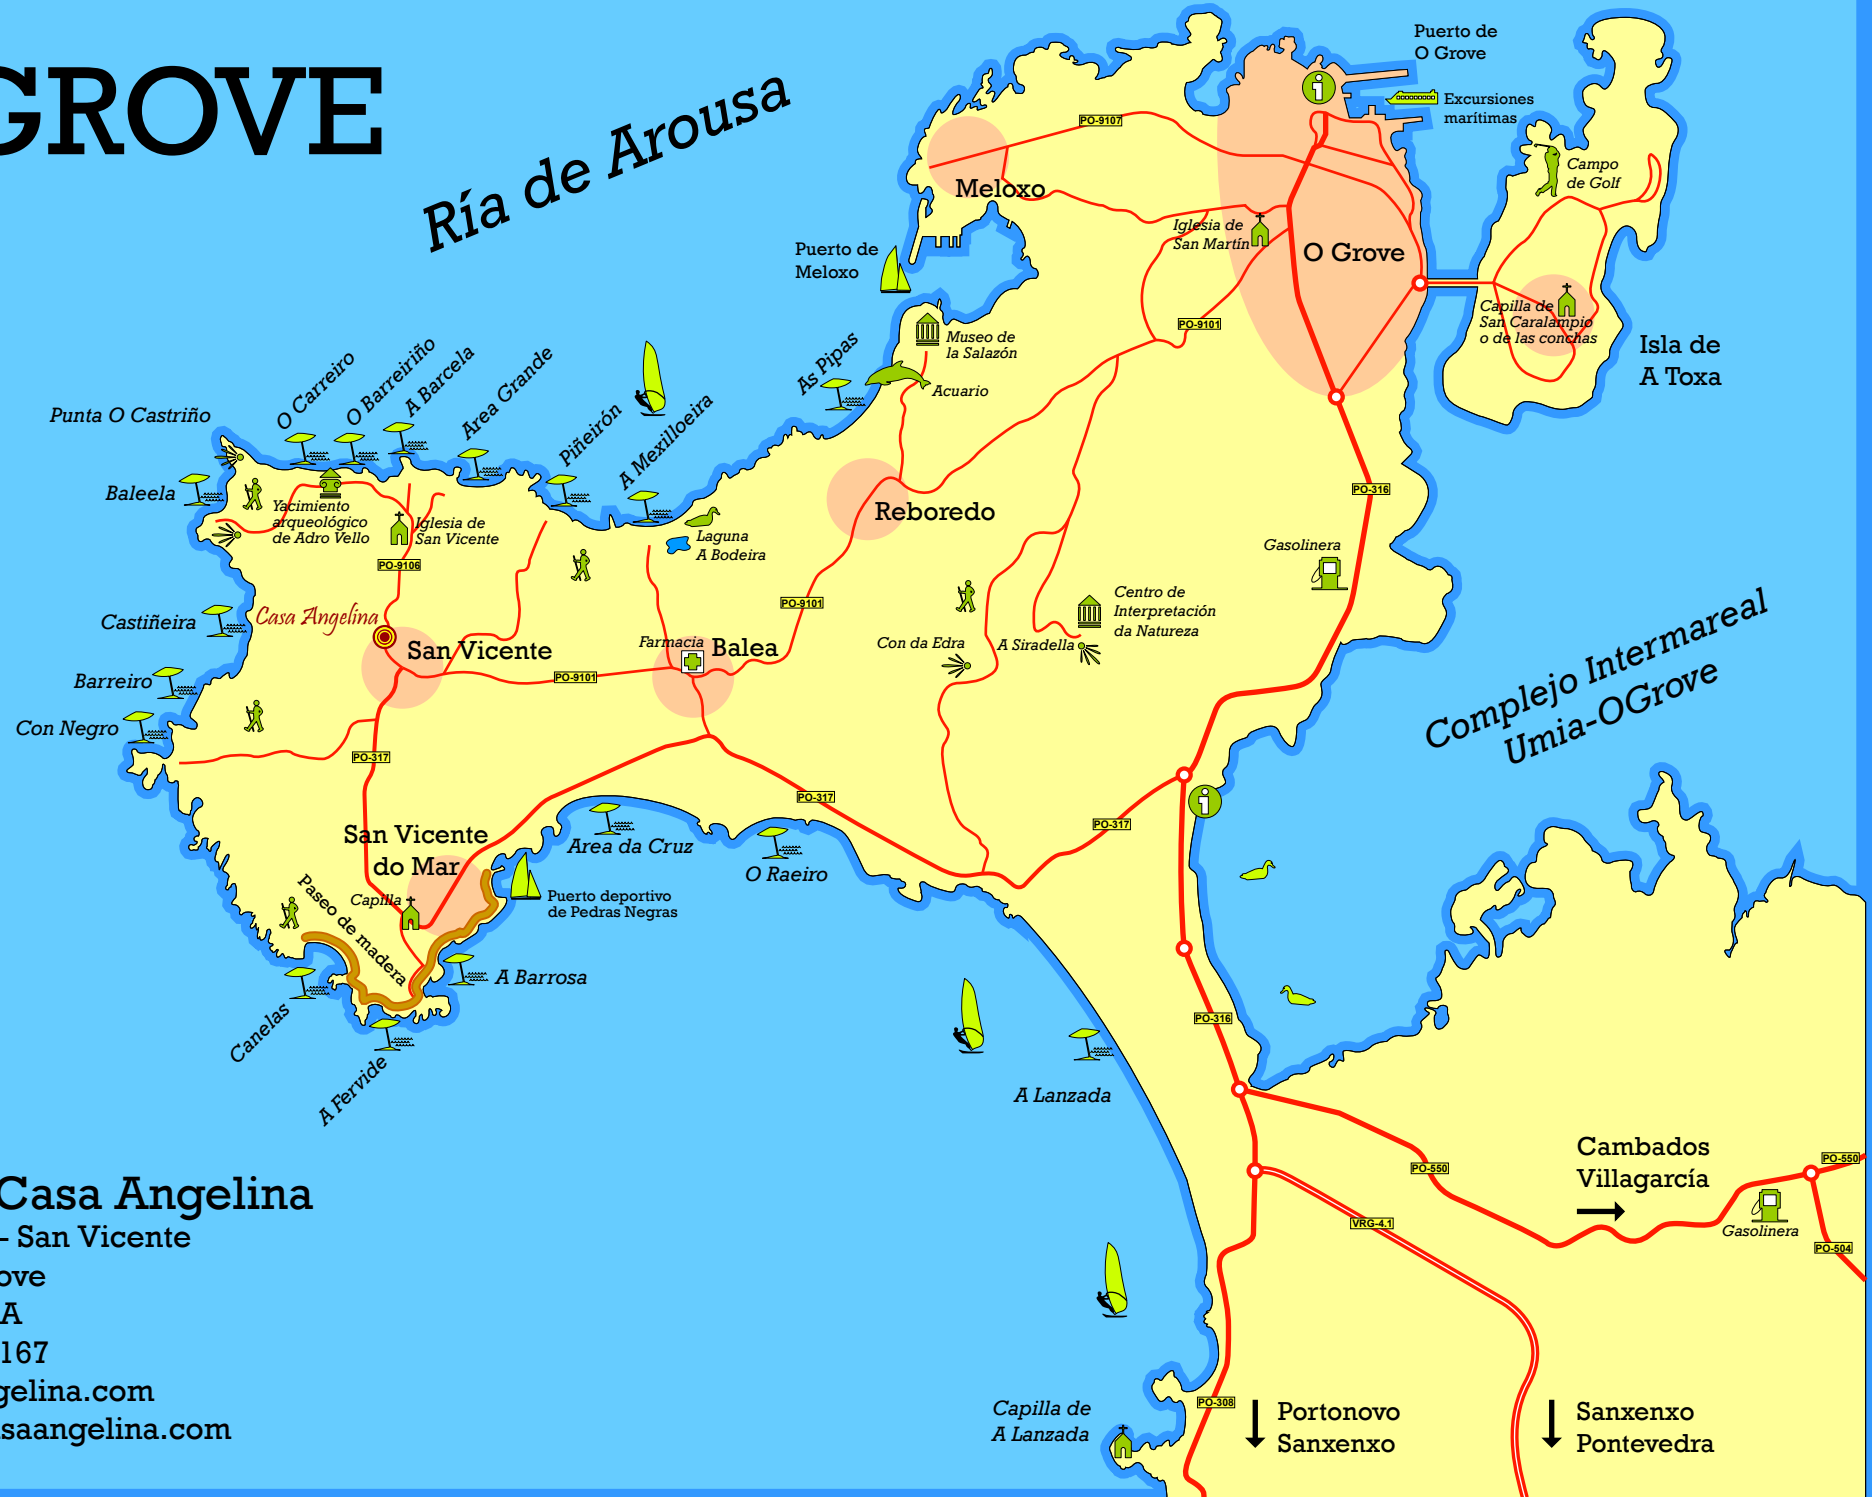 GROVE
Ría de Arousa
Puerto de
O Grove
Excursiones
marítimas
PO-9107
Campo
de Golf
Meloxo
Iglesia de
San Martín
O Grove
Puerto de
Meloxo
Capilla de
San Caralampio
o de las conchas
PO-9101
Isla de
A Toxa
Museo de
la Salazón
Acuario
As Pipas
Punta O Castriño
O Carreiro
O Barreiriño
A Barcela
Area Grande
Piñeirón
A Mexilloeira
Baleela
Yacimiento
arqueológico
de Adro Vello
Iglesia de
San Vicente
PO-9106
Reboredo
PO-316
Laguna
A Bodeira
Gasolinera
PO-9101
Centro de
Interpretación
da Natureza
Castiñeira
Casa Angelina
San Vicente
Farmacia
Balea
Con da Edra
A Siradella
PO-9101
Complejo Intermareal
Umia-OGrove
Barreiro
Con Negro
PO-317
PO-317
PO-317
San Vicente
do Mar
Area da Cruz
O Raeiro
Capilla
Paseo de madera
Puerto deportivo
de Pedras Negras
A Barrosa
Canelas
A Fervide
PO-316
A Lanzada
Cambados
Villagarcía
PO-550
PO-550
Gasolinera
PO-504
VRG-4.1
Casa Angelina
- San Vicente
ove
A
167
gelina.com
saangelina.com
Capilla de
A Lanzada
PO-308
Portonovo
Sanxenxo
Sanxenxo
Pontevedra